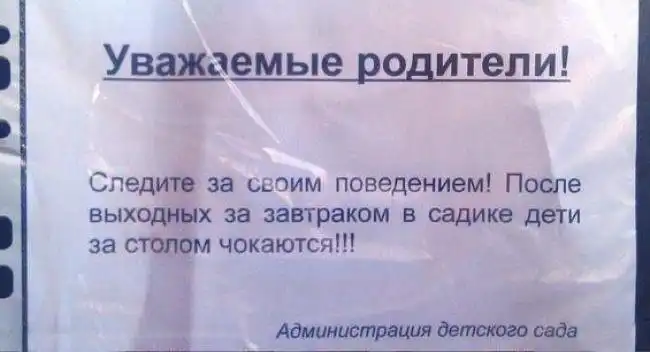 Уважаемые родители!
Следите за своим поведением! После
выходных за завтраком в садике дети
за столом чокаются!!!
Администрация детского сада